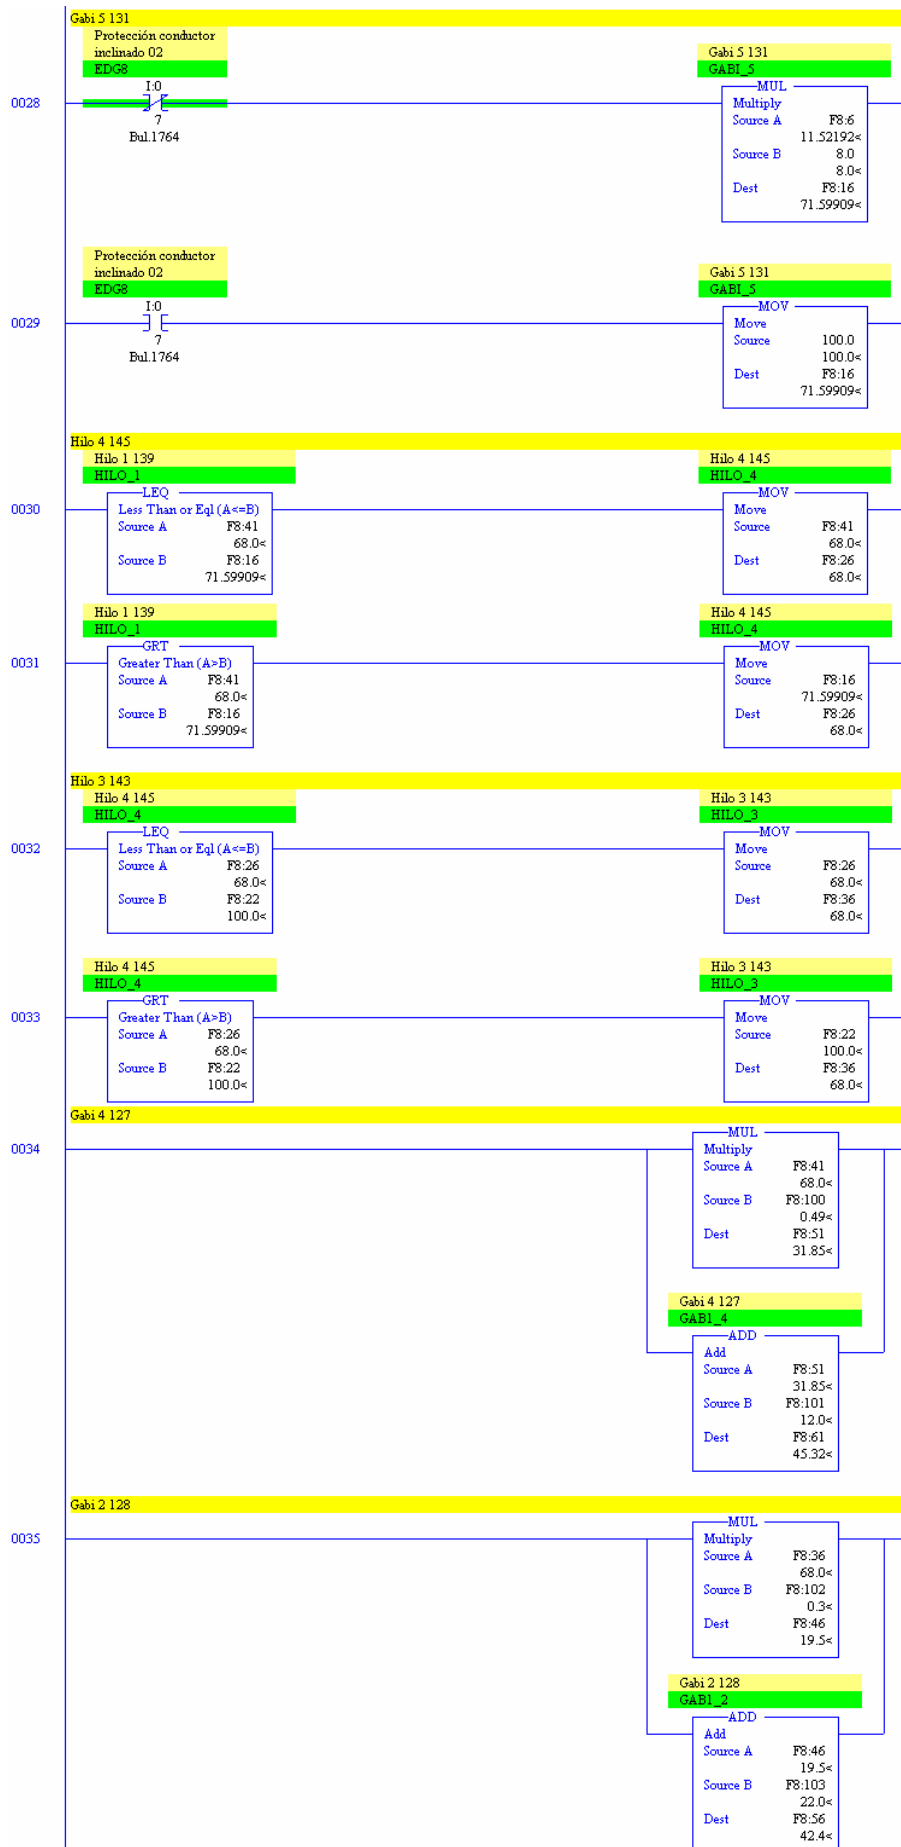 Gabi 5 131
Protección conductor
inclinado 02
EDG8
Gabi 5 131
GABI_5
I:0
MUL
0028
Multiply
7
Source A F8:6
Bul.1764
11.52192<
Source B 8.0
8.0<
Dest F8:16
71.59909<
Protección conductor
inclinado 02
EDG8
Gabi 5 131
GABI_5
I:0
MOV
0029
Move
7
Source 100.0
Bul.1764
100.0<
Dest F8:16
71.59909<
Hilo 4 145
Hilo 1 139
HILO_1
Hilo 4 145
HILO_4
LEQ
MOV
0030
Less Than or Eql (A<=B)
Move
Source A F8:41
Source F8:41
68.0<
68.0<
Source B F8:16
Dest F8:26
71.59909<
68.0<
Hilo 1 139
HILO_1
Hilo 4 145
HILO_4
GRT
MOV
0031
Greater Than (A>B)
Move
Source A F8:41
Source F8:16
68.0<
71.59909<
Source B F8:16
Dest F8:26
71.59909<
68.0<
Hilo 3 143
Hilo 4 145
HILO_4
Hilo 3 143
HILO_3
LEQ
MOV
0032
Less Than or Eql (A<=B)
Move
Source A F8:26
Source F8:26
68.0<
68.0<
Source B F8:22
Dest F8:36
100.0<
68.0<
Hilo 4 145
HILO_4
Hilo 3 143
HILO_3
GRT
MOV
0033
Greater Than (A>B)
Move
Source A F8:26
Source F8:22
68.0<
100.0<
Source B F8:22
Dest F8:36
100.0<
68.0<
Gabi 4 127
MUL
0034
Multiply
Source A F8:41
68.0<
Source B F8:100
0.49<
Dest F8:51
31.85<
Gabi 4 127
GAB1_4
ADD
Add
Source A F8:51
31.85<
Source B F8:101
12.0<
Dest F8:61
45.32<
Gabi 2 128
MUL
0035
Multiply
Source A F8:36
68.0<
Source B F8:102
0.3<
Dest F8:46
19.5<
Gabi 2 128
GAB1_2
ADD
Add
Source A F8:46
19.5<
Source B F8:103
22.0<
Dest F8:56
42.4<